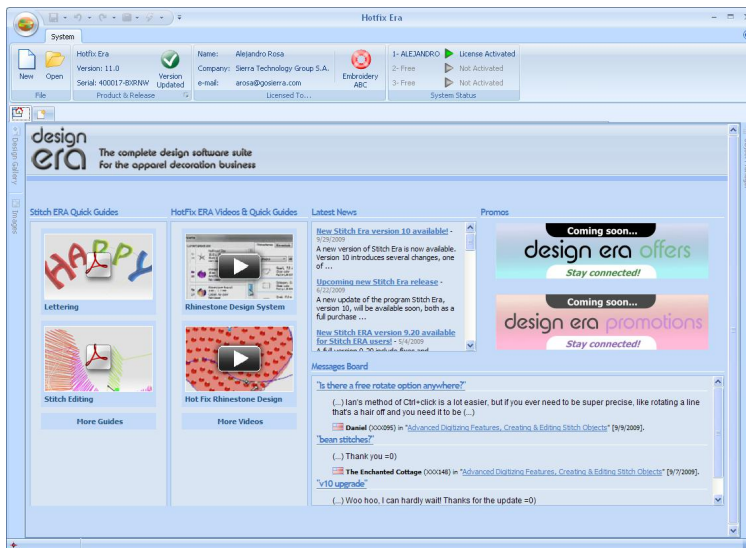 Hotfix Era
System
Hotfix Era
Version: 11.0
Serial: 400017-BXRNW
New
Open
Version Updated
File
Product & Release
Name: Alejandro Rosa
Company: Sierra Technology Group S.A.
e-mail: arosa@gosierra.com
Embroidery ABC
Licensed To...
1- ALEJANDRO License Activated
2- Free Not Activated
3- Free Not Activated
System Status
Design Gallery
Images
design era
The complete design software suite
for the apparel decoration business
Stitch ERA Quick Guides
HAPPY
Lettering
Stitch Editing
More Guides
HotFix ERA Videos & Quick Guides
Rhinestone Design System
Hot Fix Rhinestone Design
More Videos
Latest News
New Stitch Era version 10 available! -
9/29/2009
A new version of Stitch Era is now available.
Version 10 introduces several changes, one
of ...
Upcoming new Stitch Era release -
6/22/2009
A new update of the program Stitch Era,
version 10, will be available soon, both as a
full purchase ...
New Stitch ERA version 9.20 available
for Stitch ERA users! - 5/4/2009
Promos
Coming soon...
design era offers
Stay connected!
Coming soon...
design era promotions
Stay connected!
Messages Board
"Is there a free rotate option anywhere?"
(...) Ian's method of Ctrl+click is a lot easier, but if you ever need to be super precise, like rotating a line
that's a hair off and you need it to be (...)
Daniel (XXX095) in "Advanced Digitizing Features, Creating & Editing Stitch Objects" [9/9/2009].
"bean stitches?"
(...) Thank you =0)
The Enchanted Cottage (XXX148) in "Advanced Digitizing Features, Creating & Editing Stitch Objects" [9/7/2009].
"v10 upgrade"
(...) Woo hoo, I can hardly wait! Thanks for the update =0)